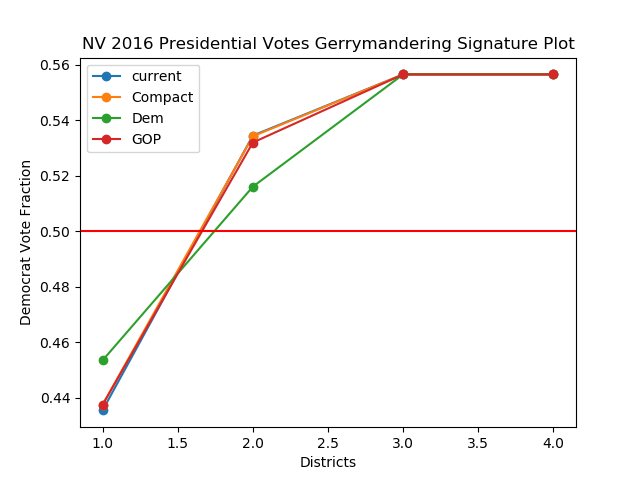 NV 2016 Presidential Votes Gerrymandering Signature Plot
current
Compact
Dem
GOP
0.56
0.54
0.52
0.50
0.48
0.46
0.44
Democrat Vote Fraction
1.0 1.5 2.0 2.5 3.0 3.5 4.0
Districts